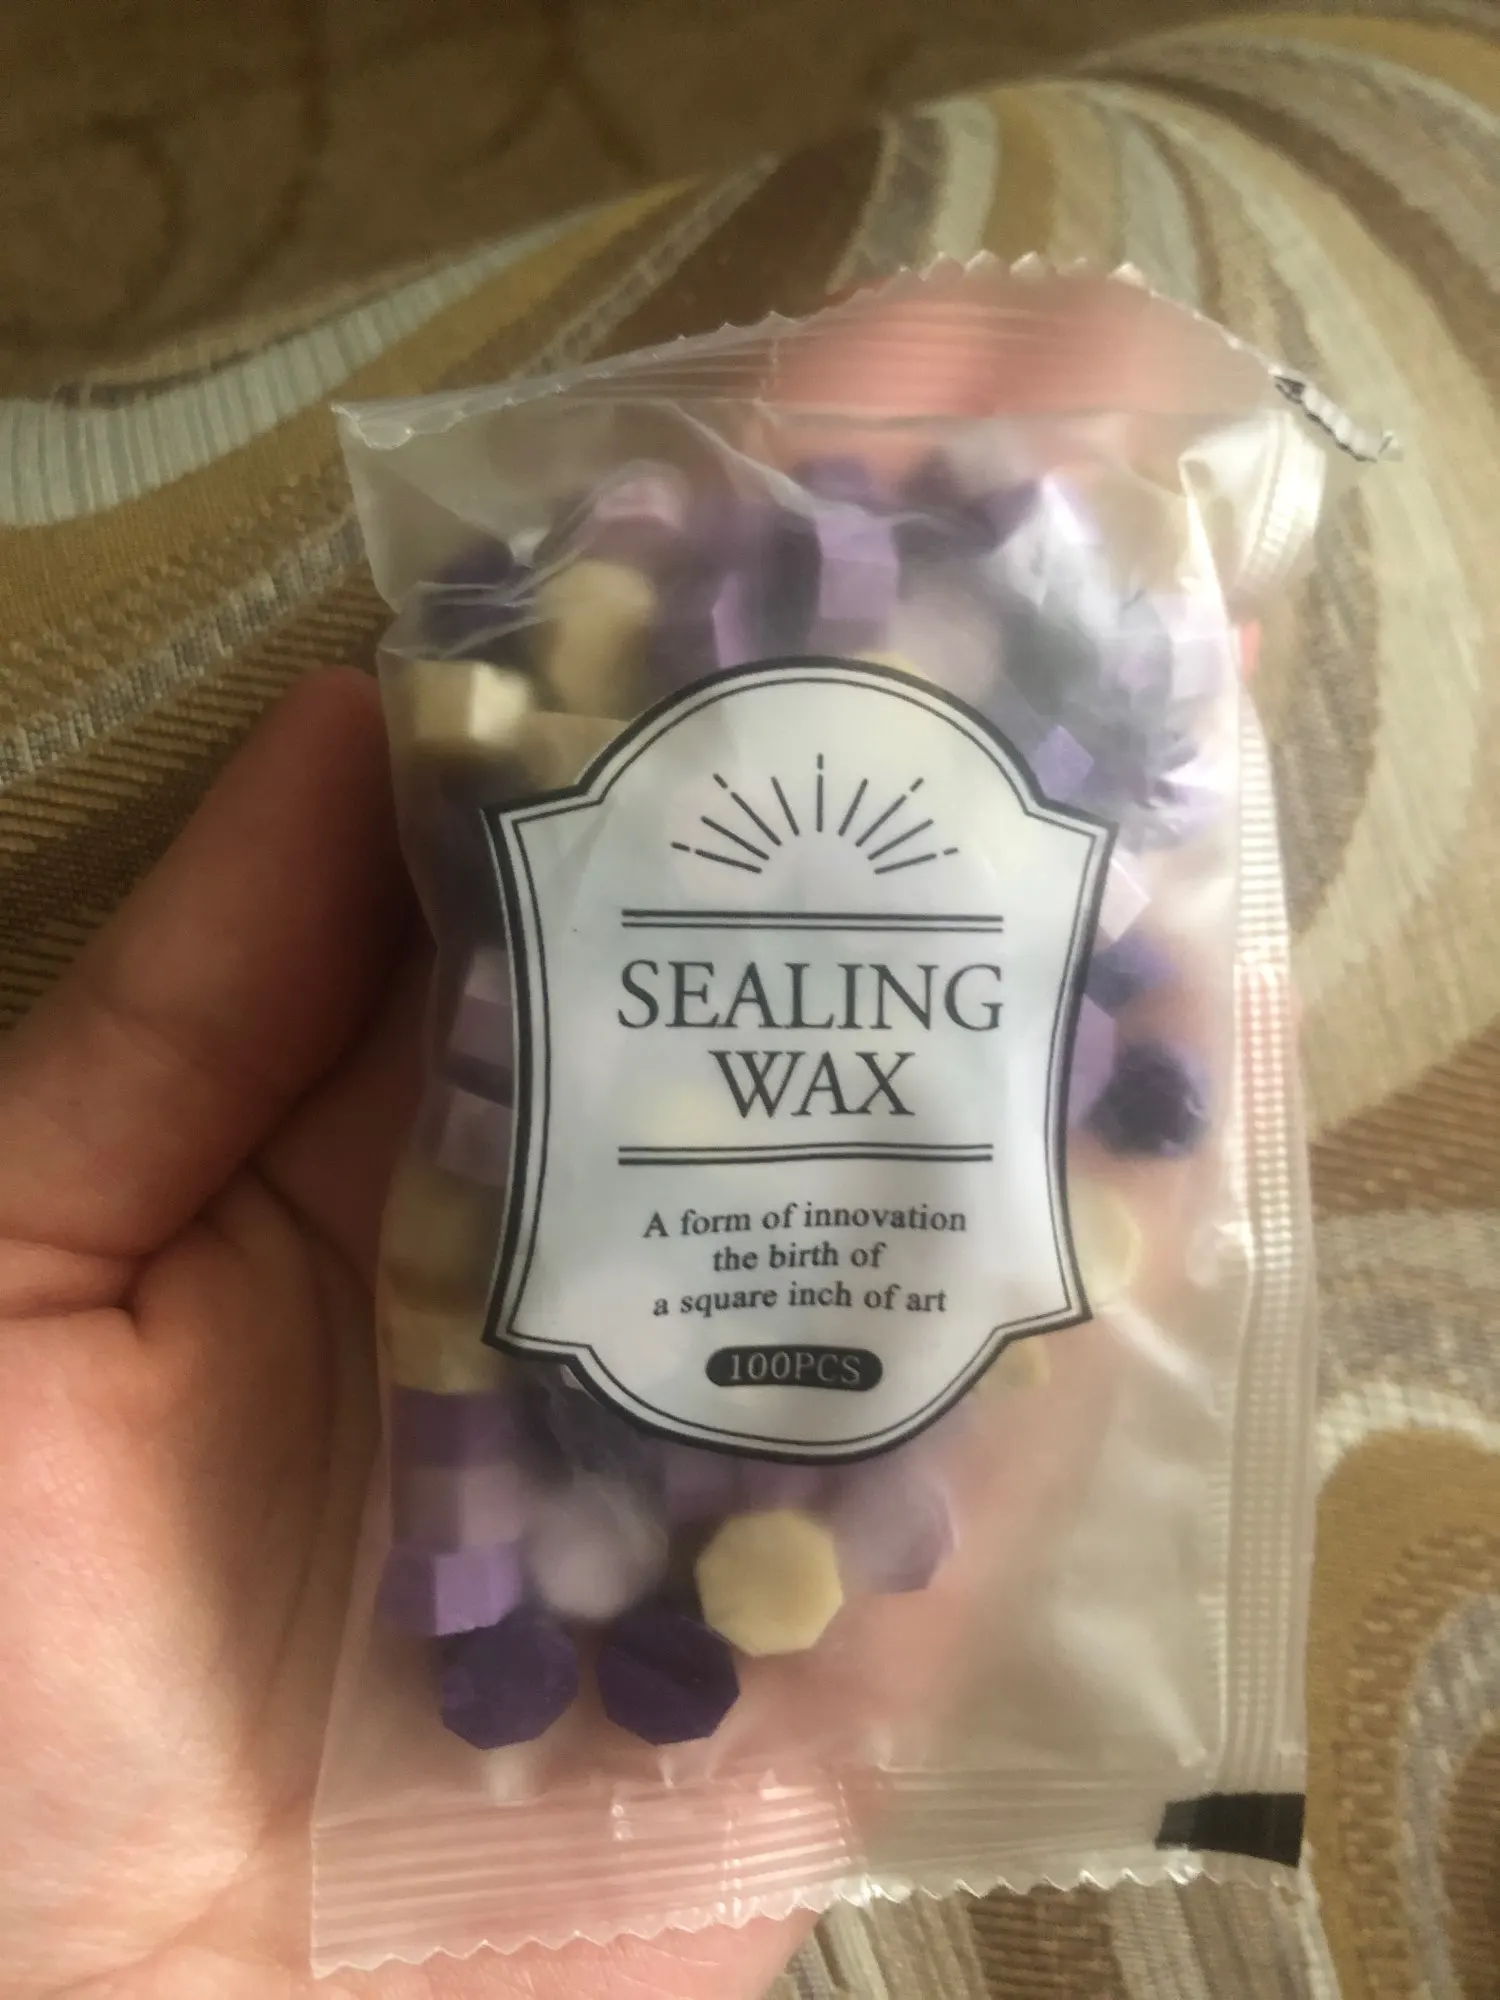 SEALING
WAX
A form of innovation
the birth of
a square inch of art
100PCS